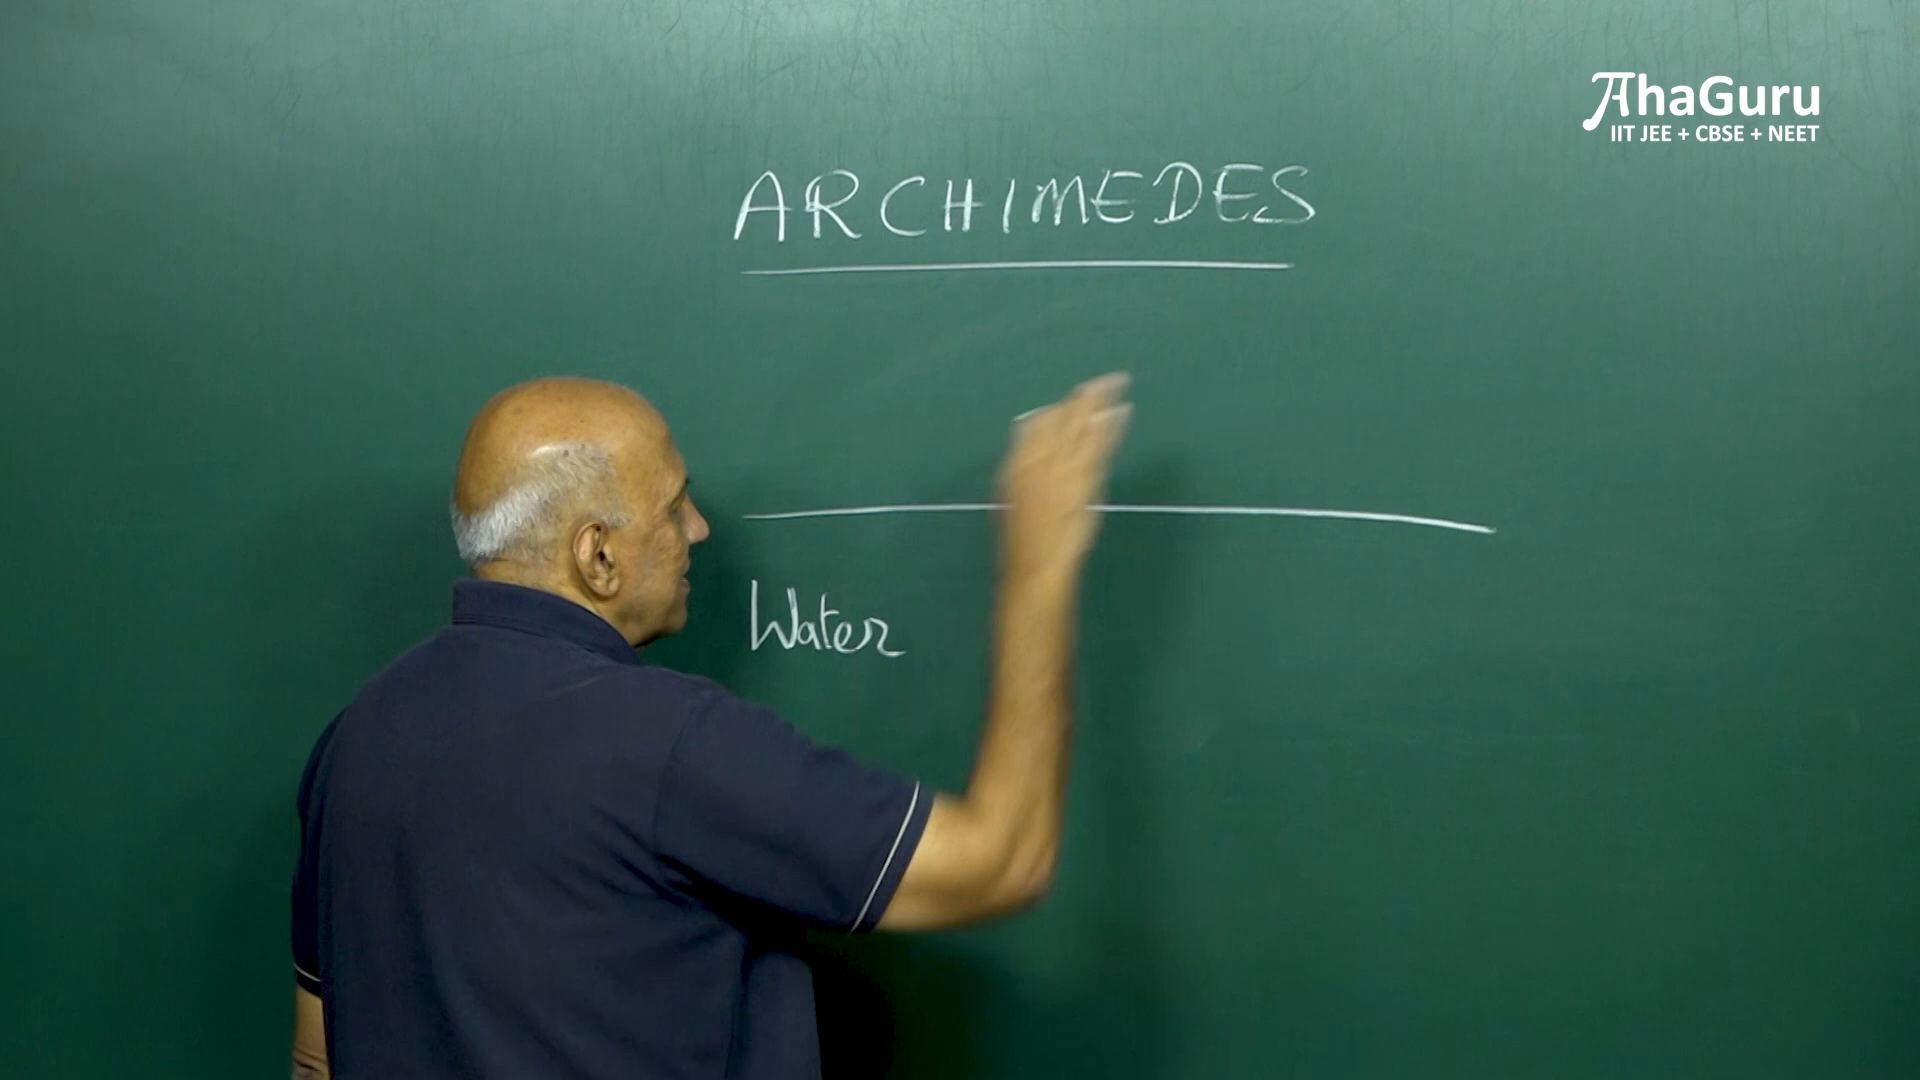 AhaGuru
IIT JEE + CBSE + NEET
ARCHIMEDES
Water